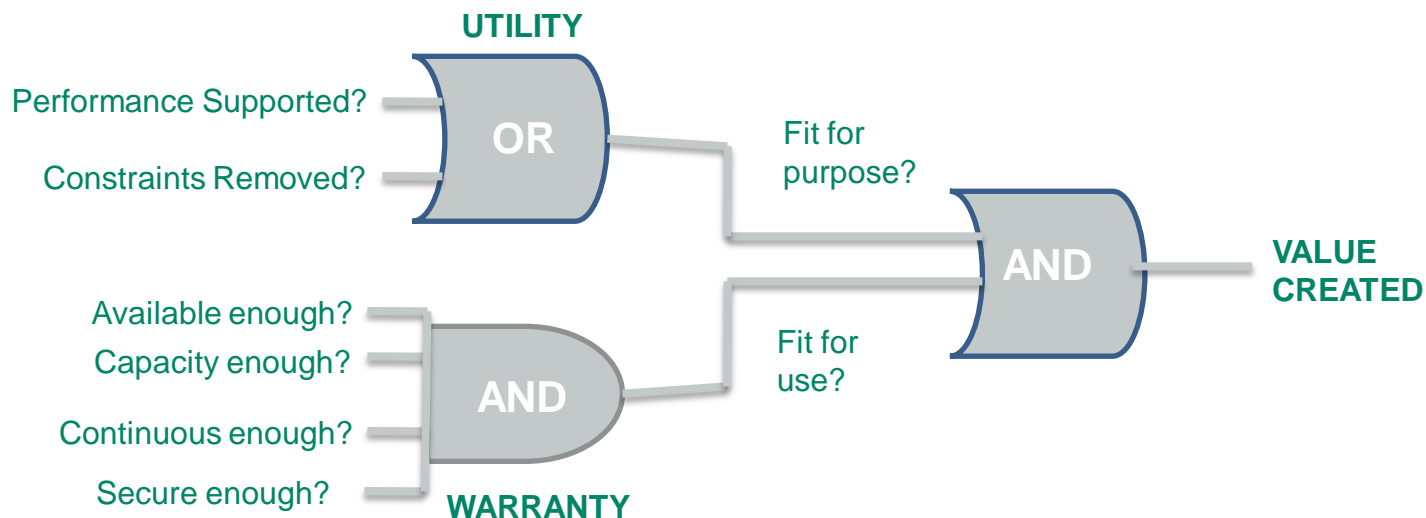 UTILITY
Performance Supported?
OR
Constraints Removed?
Fit for
purpose?
AND
VALUE
CREATED
Available enough?
Capacity enough?
AND
Continuous enough?
Secure enough?
Fit for
use?
WARRANTY